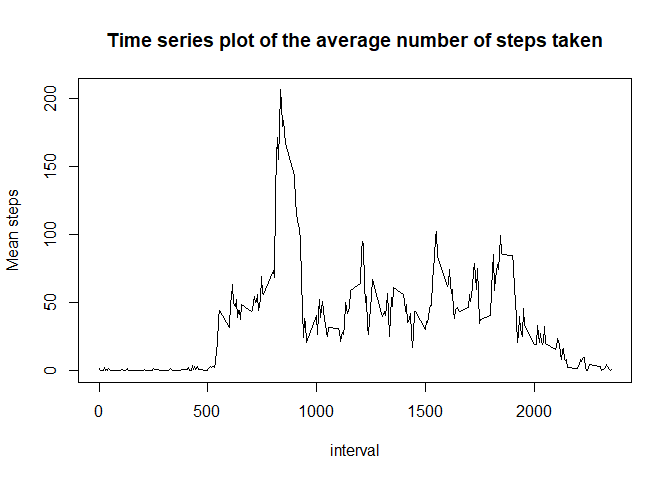 Time series plot of the average number of steps taken
Mean steps
200
150
100
50
0
0 500 1000 1500 2000
interval